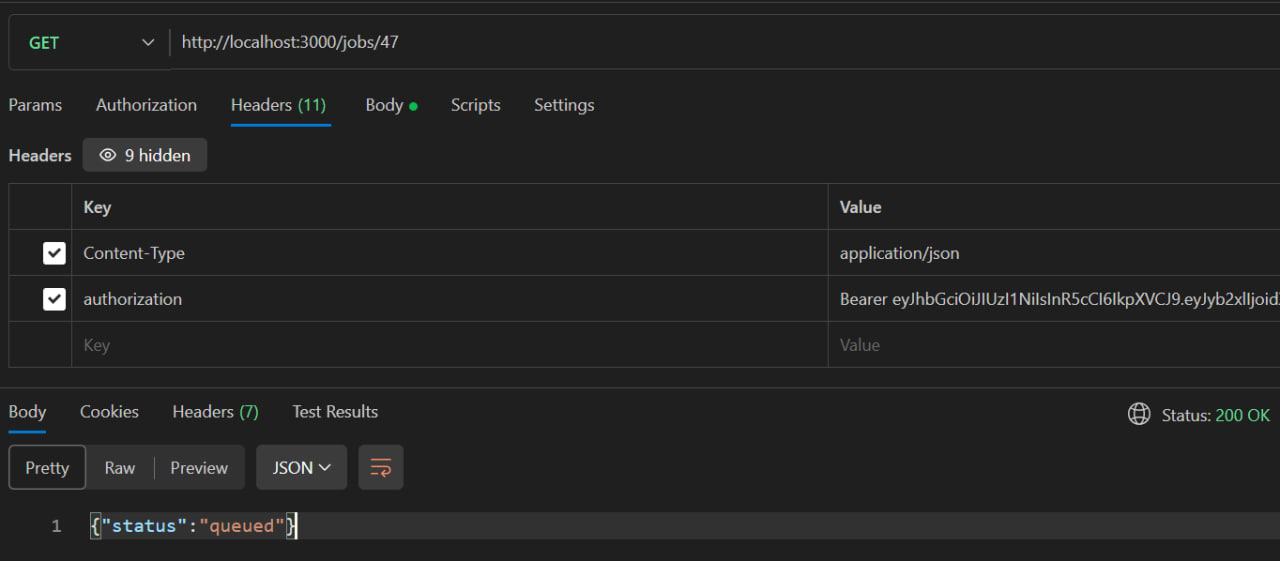 GET http://localhost:3000/jobs/47
Params Authorization Headers (11) Body Scripts Settings
Headers 9 hidden
Key Value
Content-Type application/json
authorization Bearer eyJhbGciOiJIUzI1NiIsInR5cCI6IkpXVCJ9.eyJyb2xlIjoid
Key Value
Body Cookies Headers (7) Test Results Status: 200 OK
Pretty Raw Preview JSON
1 {"status":"queued"}